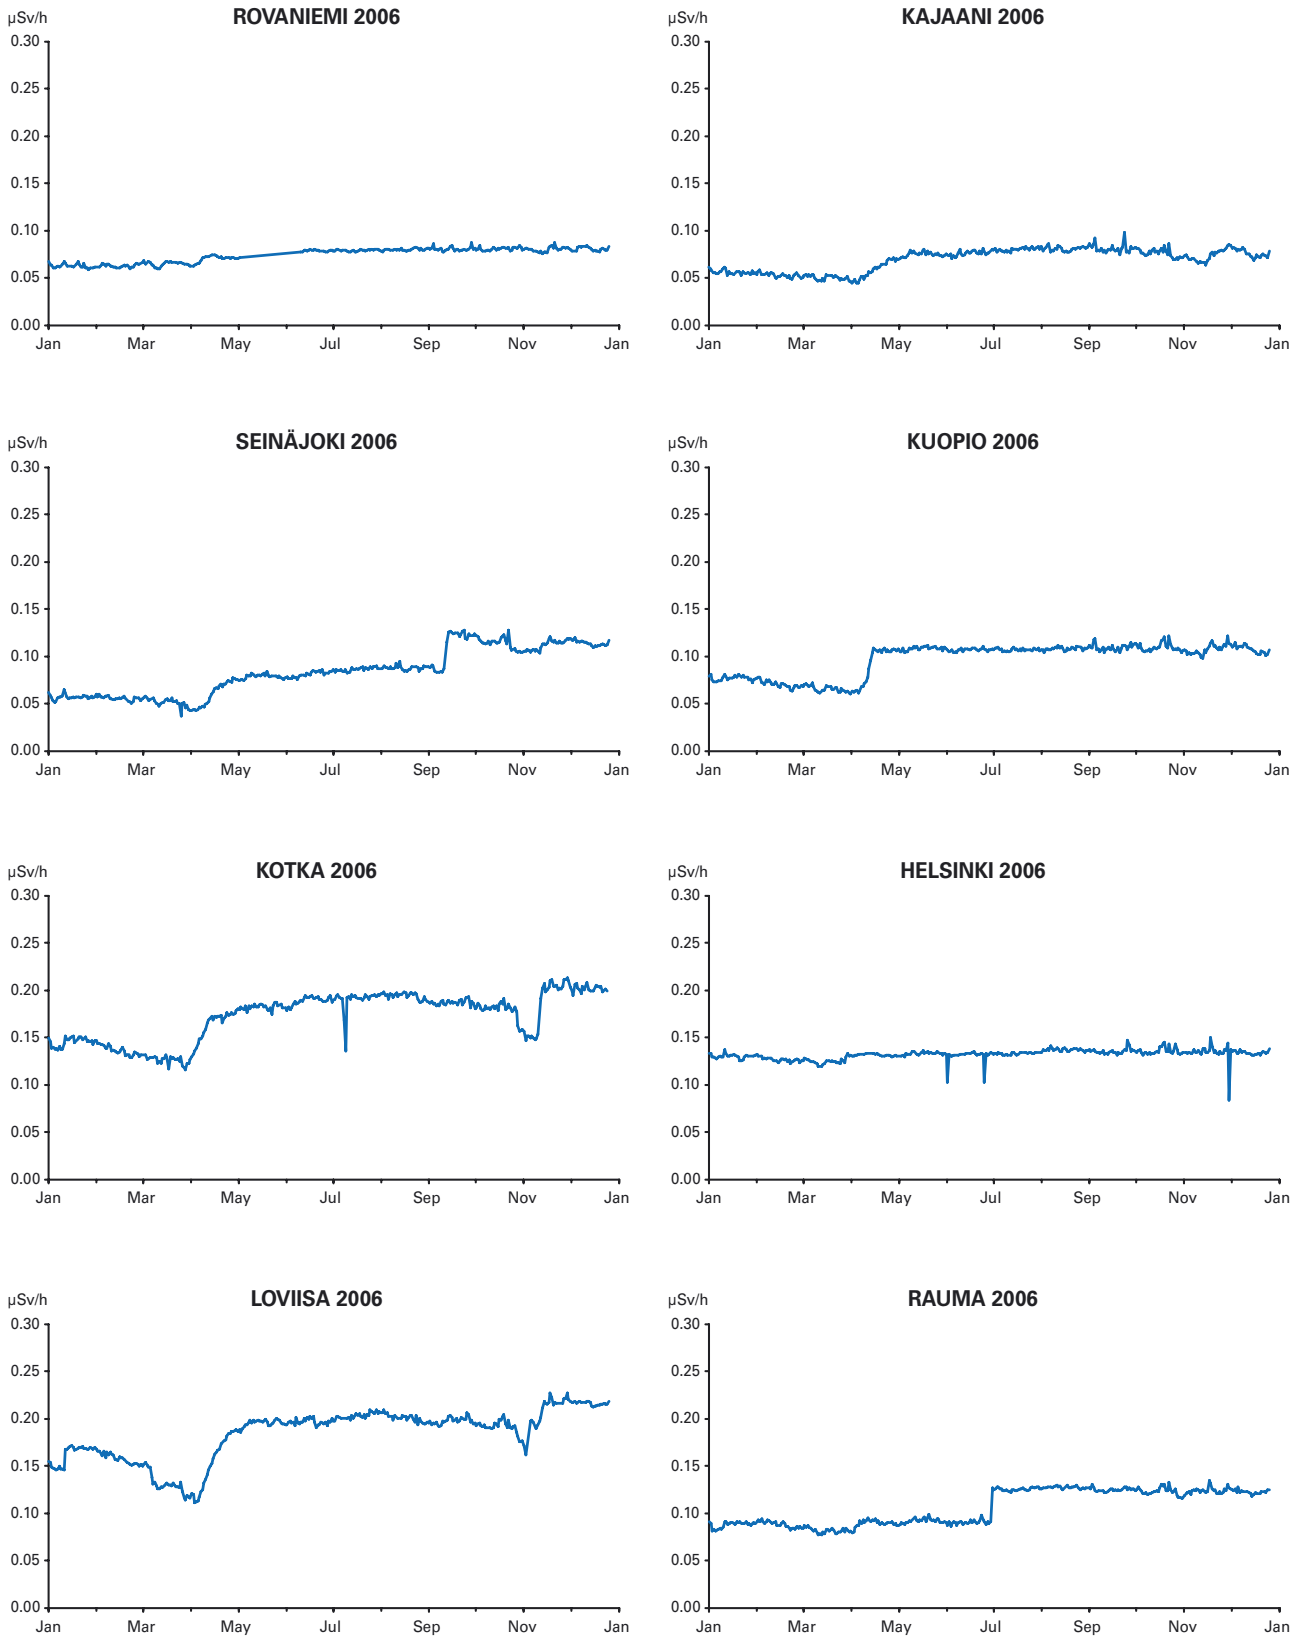 ROVANIEMI 2006
µSv/h
0.30
0.25
0.20
0.15
0.10
0.05
0.00
Jan Mar May Jul Sep Nov Jan
KAJAANI 2006
µSv/h
0.30
0.25
0.20
0.15
0.10
0.05
0.00
Jan Mar May Jul Sep Nov Jan
SEINÄJOKI 2006
µSv/h
0.30
0.25
0.20
0.15
0.10
0.05
0.00
Jan Mar May Jul Sep Nov Jan
KUOPIO 2006
µSv/h
0.30
0.25
0.20
0.15
0.10
0.05
0.00
Jan Mar May Jul Sep Nov Jan
KOTKA 2006
µSv/h
0.30
0.25
0.20
0.15
0.10
0.05
0.00
Jan Mar May Jul Sep Nov Jan
HELSINKI 2006
µSv/h
0.30
0.25
0.20
0.15
0.10
0.05
0.00
Jan Mar May Jul Sep Nov Jan
LOVIISA 2006
µSv/h
0.30
0.25
0.20
0.15
0.10
0.05
0.00
Jan Mar May Jul Sep Nov Jan
RAUMA 2006
µSv/h
0.30
0.25
0.20
0.15
0.10
0.05
0.00
Jan Mar May Jul Sep Nov Jan